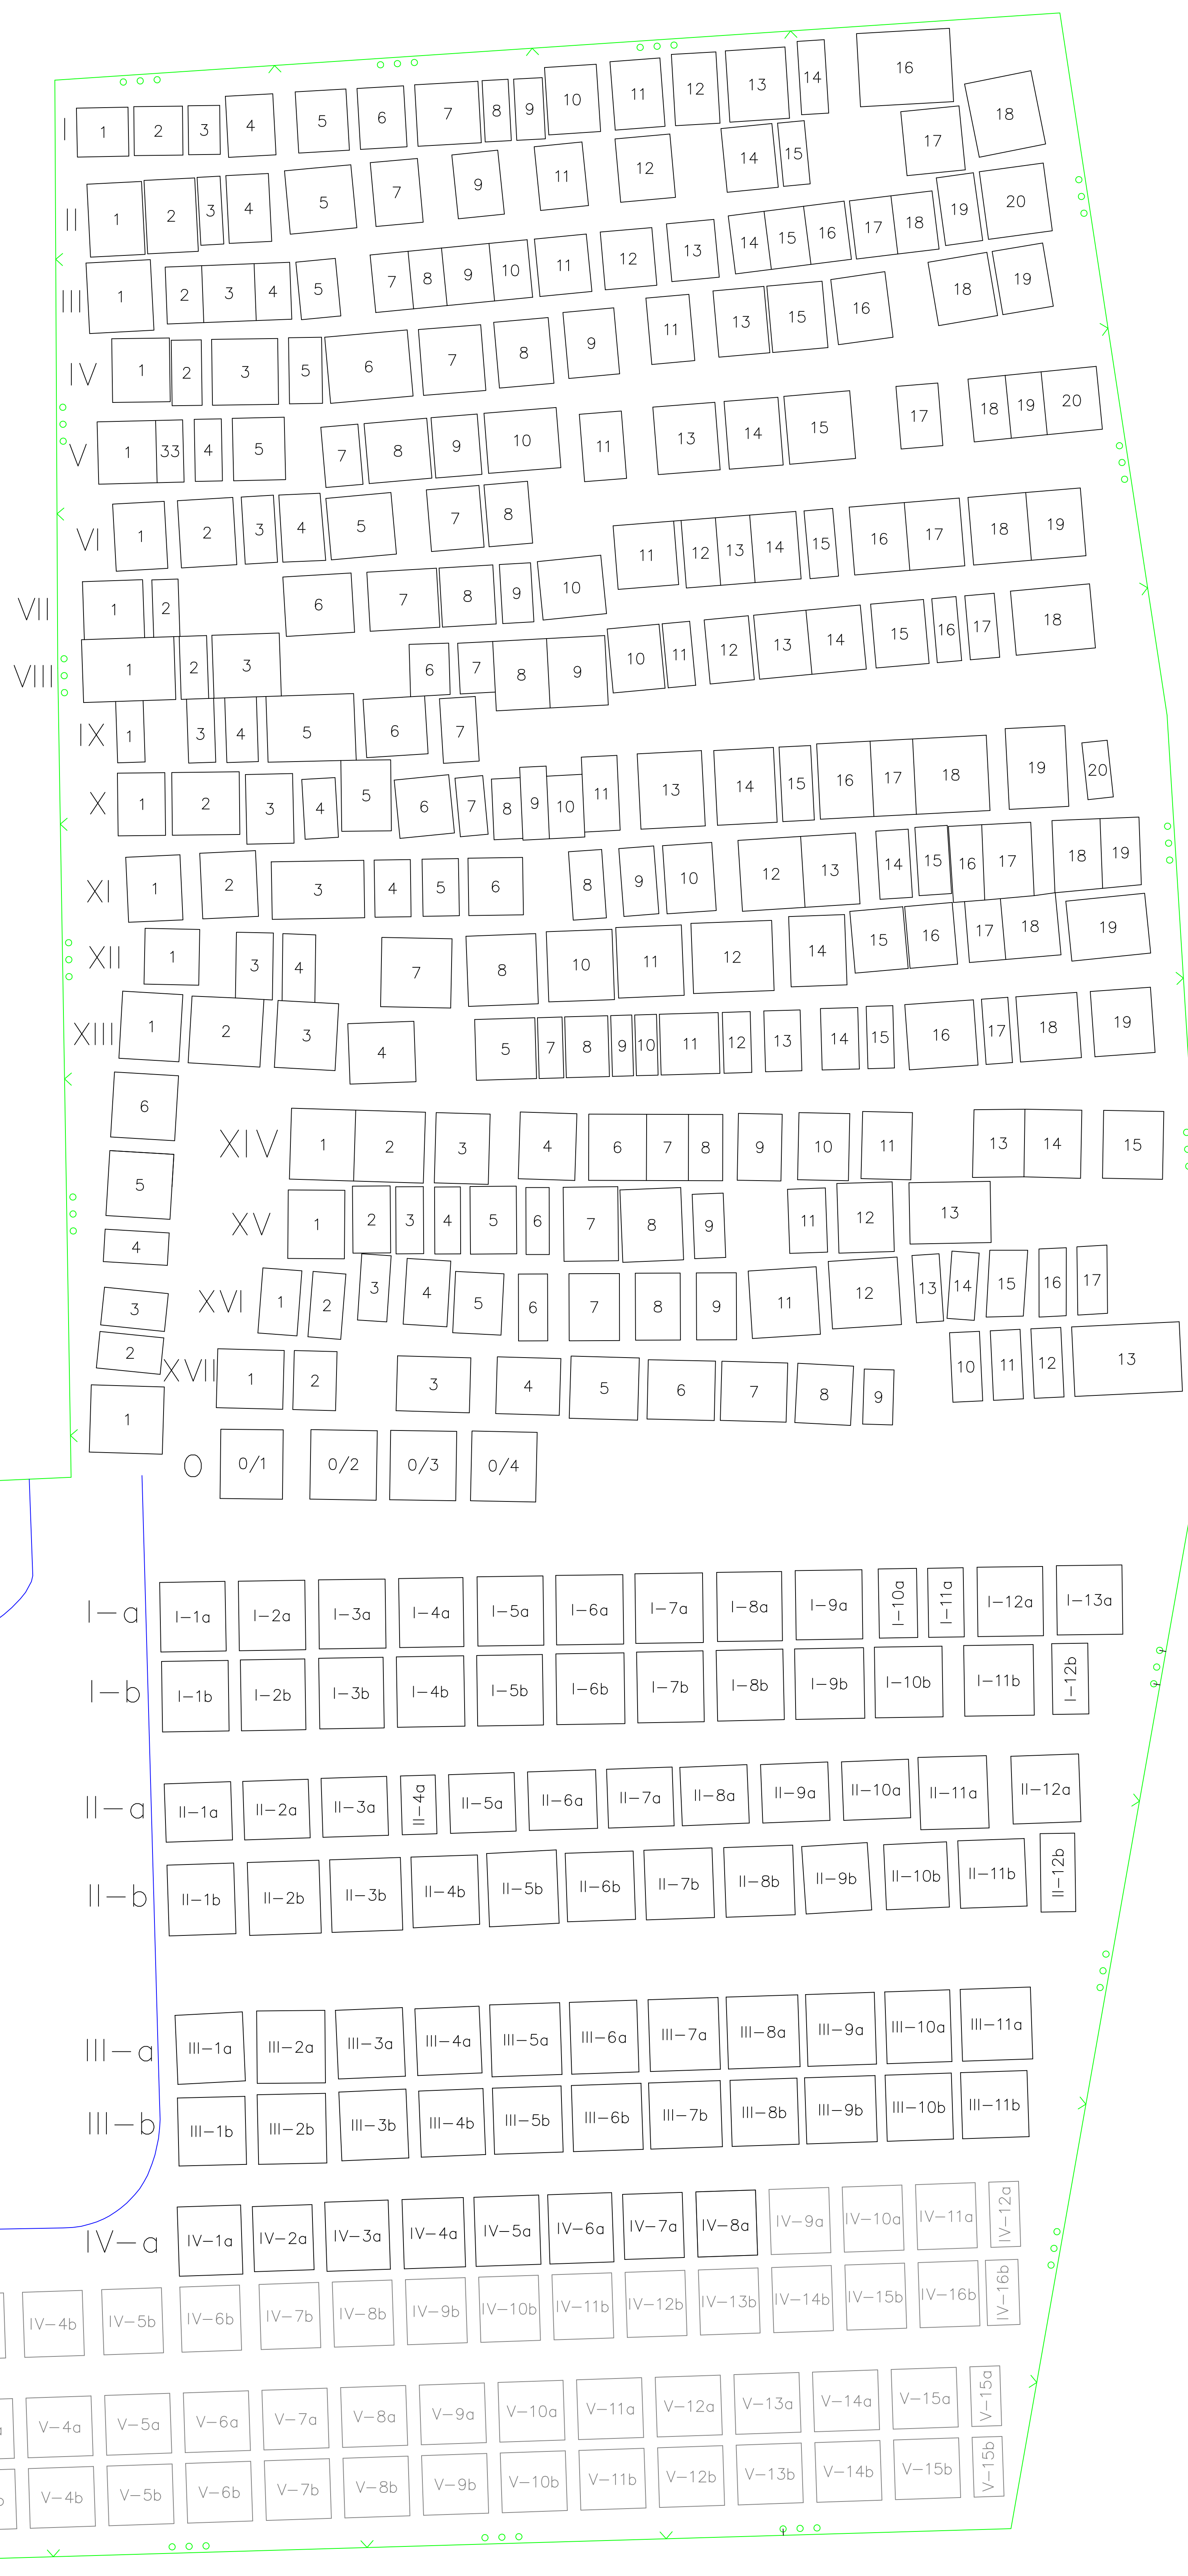 I 1 2 3 4 5 6 7 8 9 10 11 12 13 14 16
17 18
II 1 2 3 4 5 7 9 11 12 14 15
III 1 2 3 4 5 7 8 9 10 11 12 13 14 15 16 17 18 19 20
IV 1 2 3 5 6 7 8 9 11 13 15 16 18 19
V 1 33 4 5 7 8 9 10 11 13 14 15 17 18 19 20
VI 1 2 3 4 5 7 8 11 12 13 14 15 16 17 18 19
VII 1 2 6 7 8 9 10
VIII 1 2 3 6 7 8 9 10 11 12 13 14 15 16 17 18
IX 1 3 4 5 6 7
X 1 2 3 4 5 6 7 8 9 10 11 13 14 15 16 17 18 19 20
XI 1 2 3 4 5 6 8 9 10 12 13 14 15 16 17 18 19
XII 1 3 4 7 8 10 11 12 14 15 16 17 18 19
XIII 1 2 3 4 5 7 8 9 10 11 12 13 14 15 16 17 18 19
6
XIV 1 2 3 4 6 7 8 9 10 11 13 14 15
5
XV 1 2 3 4 5 6 7 8 9 11 12 13
4
XVI 1 2 3 4 5 6 7 8 9 11 12 13 14 15 16 17
3
2
XVII 1 2 3 4 5 6 7 8 9 10 11 12 13
1
O 0/1 0/2 0/3 0/4
I-a I-1a I-2a I-3a I-4a I-5a I-6a I-7a I-8a I-9a I-10a I-11a I-12a I-13a
I-b I-1b I-2b I-3b I-4b I-5b I-6b I-7b I-8b I-9b I-10b I-11b I-12b
II-a II-1a II-2a II-3a II-4a II-5a II-6a II-7a II-8a II-9a II-10a II-11a II-12a
II-b II-1b II-2b II-3b II-4b II-5b II-6b II-7b II-8b II-9b II-10b II-11b II-12b
III-a III-1a III-2a III-3a III-4a III-5a III-6a III-7a III-8a III-9a III-10a III-11a
III-b III-1b III-2b III-3b III-4b III-5b III-6b III-7b III-8b III-9b III-10b III-11b
IV-a IV-1a IV-2a IV-3a IV-4a IV-5a IV-6a IV-7a IV-8a IV-9a IV-10a IV-11a IV-12a
IV-4b IV-5b IV-6b IV-7b IV-8b IV-9b IV-10b IV-11b IV-12b IV-13b IV-14b IV-15b IV-16b IV-16b
V-4a V-5a V-6a V-7a V-8a V-9a V-10a V-11a V-12a V-13a V-14a V-15a V-15a
V-4b V-5b V-6b V-7b V-8b V-9b V-10b V-11b V-12b V-13b V-14b V-15b V-15b